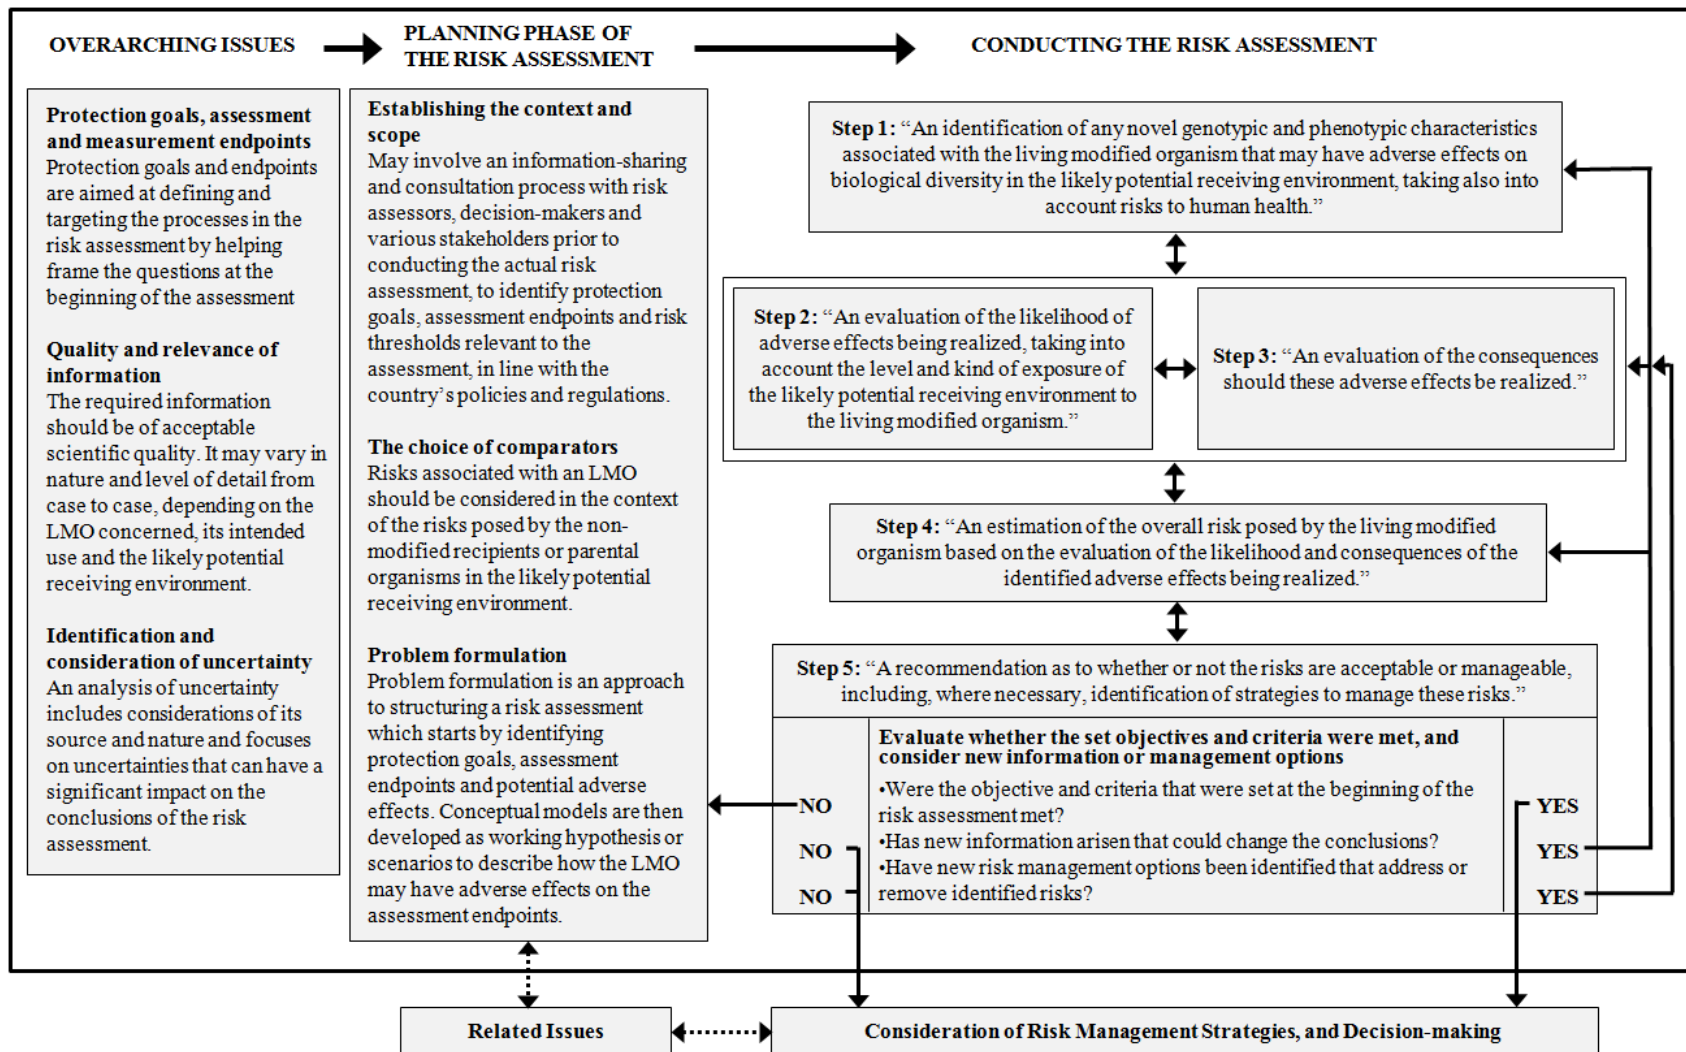 OVERARCHING ISSUES
PLANNING PHASE OF
THE RISK ASSESSMENT
CONDUCTING THE RISK ASSESSMENT
Protection goals, assessment
and measurement endpoints
Protection goals and endpoints
are aimed at defining and
targeting the processes in the
risk assessment by helping
frame the questions at the
beginning of the assessment
Quality and relevance of
information
The required information
should be of acceptable
scientific quality. It may vary in
nature and level of detail from
case to case, depending on the
LMO concerned, its intended
use and the likely potential
receiving environment.
Identification and
consideration of uncertainty
An analysis of uncertainty
includes considerations of its
source and nature and focuses
on uncertainties that can have a
significant impact on the
conclusions of the risk
assessment.
Establishing the context and
scope
May involve an information-sharing
and consultation process with risk
assessors, decision-makers and
various stakeholders prior to
conducting the actual risk
assessment, to identify protection
goals, assessment endpoints and risk
thresholds relevant to the
assessment, in line with the
country’s policies and regulations.
The choice of comparators
Risks associated with an LMO
should be considered in the context
of the risks posed by the non-
modified recipients or parental
organisms in the likely potential
receiving environment.
Problem formulation
Problem formulation is an approach
to structuring a risk assessment
which starts by identifying
protection goals, assessment
endpoints and potential adverse
effects. Conceptual models are then
developed as working hypothesis or
scenarios to describe how the LMO
may have adverse effects on the
assessment endpoints.
Step 1: “An identification of any novel genotypic and phenotypic characteristics
associated with the living modified organism that may have adverse effects on
biological diversity in the likely potential receiving environment, taking also into
account risks to human health.”
Step 2: “An evaluation of the likelihood of
adverse effects being realized, taking into
account the level and kind of exposure of
the likely potential receiving environment to
the living modified organism.”
Step 3: “An evaluation of the consequences
should these adverse effects be realized.”
Step 4: “An estimation of the overall risk posed by the living modified
organism based on the evaluation of the likelihood and consequences of the
identified adverse effects being realized.”
Step 5: “A recommendation as to whether or not the risks are acceptable or manageable,
including, where necessary, identification of strategies to manage these risks.”
Evaluate whether the set objectives and criteria were met, and
consider new information or management options
•Were the objective and criteria that were set at the beginning of the
risk assessment met?
•Has new information arisen that could change the conclusions?
•Have new risk management options been identified that address or
remove identified risks?
NO
NO
NO
YES
YES
YES
Related Issues
Consideration of Risk Management Strategies, and Decision-making